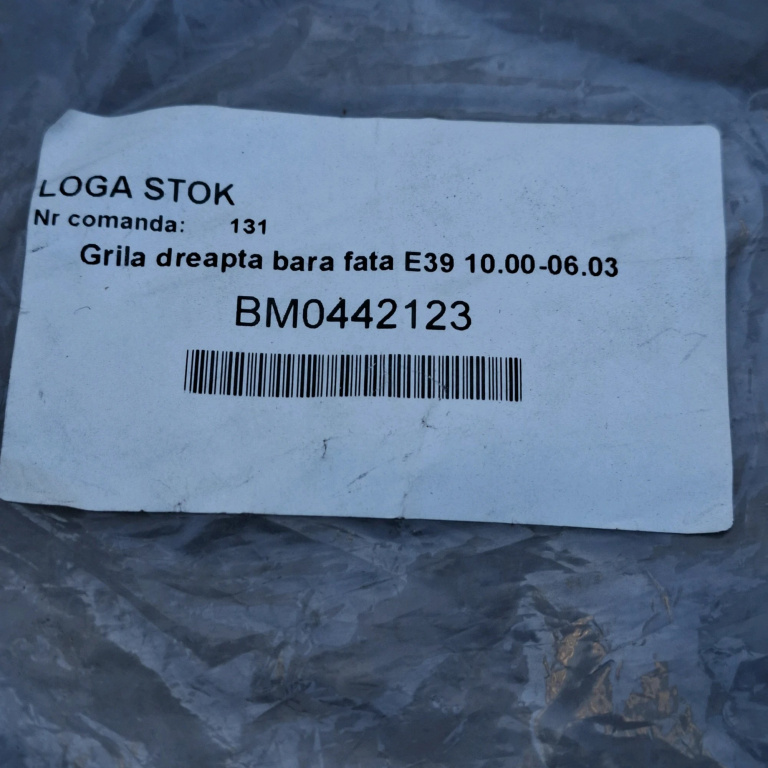 LOGA STOK
Nr comanda: 131
Grila dreapta bara fata E39 10.00-06.03
BM0442123